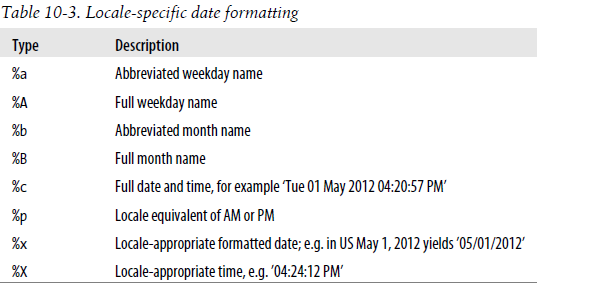 Table 10-3. Locale-specific date formatting
Type Description
%a Abbreviated weekday name
%A Full weekday name
%b Abbreviated month name
%B Full month name
%c Full date and time, for example ‘Tue 01 May 2012 04:20:57 PM’
%p Locale equivalent of AM or PM
%x Locale-appropriate formatted date; e.g. in US May 1, 2012 yields ’05/01/2012’
%X Locale-appropriate time, e.g. ’04:24:12 PM’